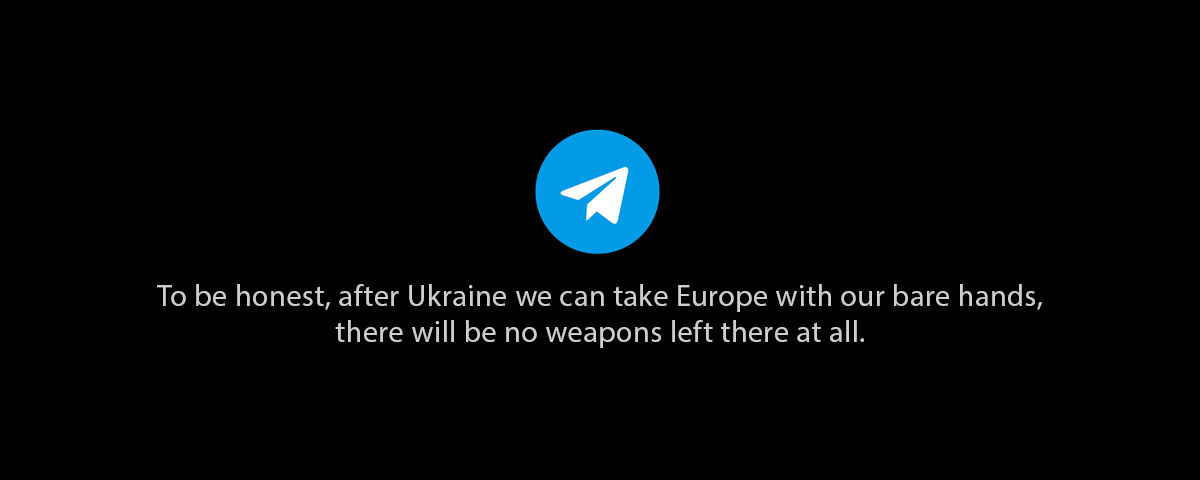 To be honest, after Ukraine we can take Europe with our bare hands,
there will be no weapons left there at all.